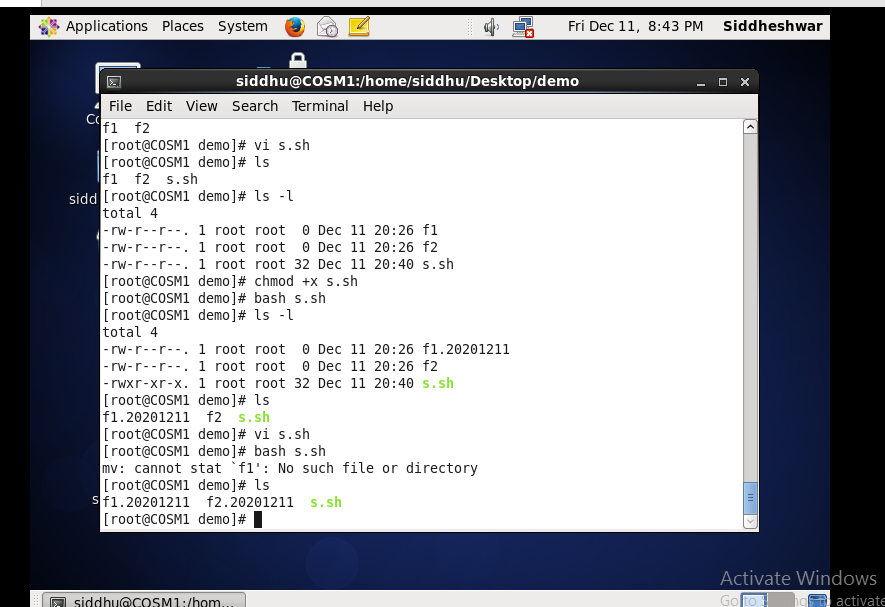 Applications Places System Fri Dec 11, 8:43 PM Siddheshwar
siddhu@COSM1:/home/siddhu/Desktop/demo
File Edit View Search Terminal Help
f1 f2
[root@COSM1 demo]# vi s.sh
[root@COSM1 demo]# ls
f1 f2 s.sh
[root@COSM1 demo]# ls -l
total 4
-rw-r--r--. 1 root root 0 Dec 11 20:26 f1
-rw-r--r--. 1 root root 0 Dec 11 20:26 f2
-rw-r--r--. 1 root root 32 Dec 11 20:40 s.sh
[root@COSM1 demo]# chmod +x s.sh
[root@COSM1 demo]# bash s.sh
[root@COSM1 demo]# ls -l
total 4
-rw-r--r--. 1 root root 0 Dec 11 20:26 f1.20201211
-rw-r--r--. 1 root root 0 Dec 11 20:26 f2
-rwxr-xr-x. 1 root root 32 Dec 11 20:40 s.sh
[root@COSM1 demo]# ls
f1.20201211 f2 s.sh
[root@COSM1 demo]# vi s.sh
[root@COSM1 demo]# bash s.sh
mv: cannot stat `f1': No such file or directory
[root@COSM1 demo]# ls
f1.20201211 f2.20201211 s.sh
[root@COSM1 demo]#
sidd
s
Activate Windows
siddhu@COSM1:/hom...
Go to activate